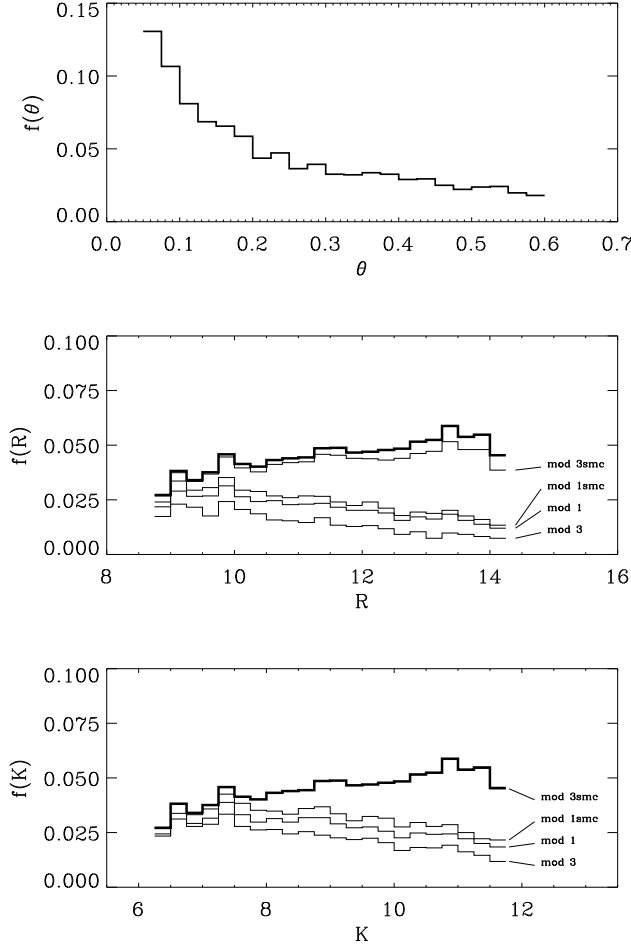 0.15
0.10
0.05
0.00
f(θ)
0.0 0.1 0.2 0.3 0.4 0.5 0.6 0.7
θ
0.100
0.075
0.050
0.025
0.000
f(R)
mod 3smc
mod 1smc
mod 1
mod 3
8 10 12 14 16
R
0.100
0.075
0.050
0.025
0.000
f(K)
mod 3smc
mod 1smc
mod 1
mod 3
6 8 10 12
K